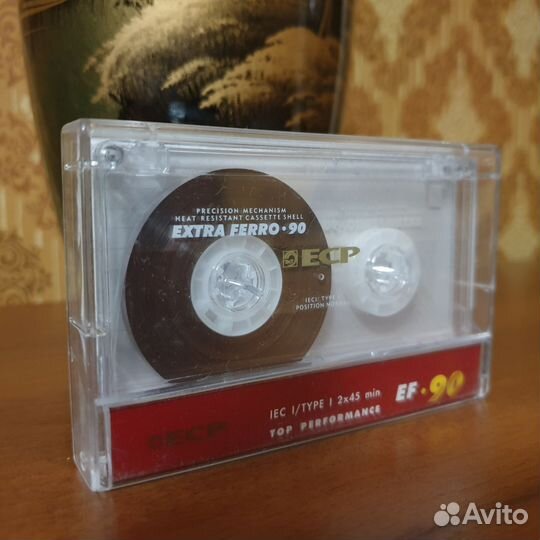 PRECISION MECHANISM
HEAT RESISTANT CASSETTE SHELL
EXTRA FERRO • 90
ECP
IEC I/ TYPE I
POSITION NORMAL
ECP
IEC I/TYPE I 2x45 min.
TOP PERFORMANCE
EF • 90
Avito